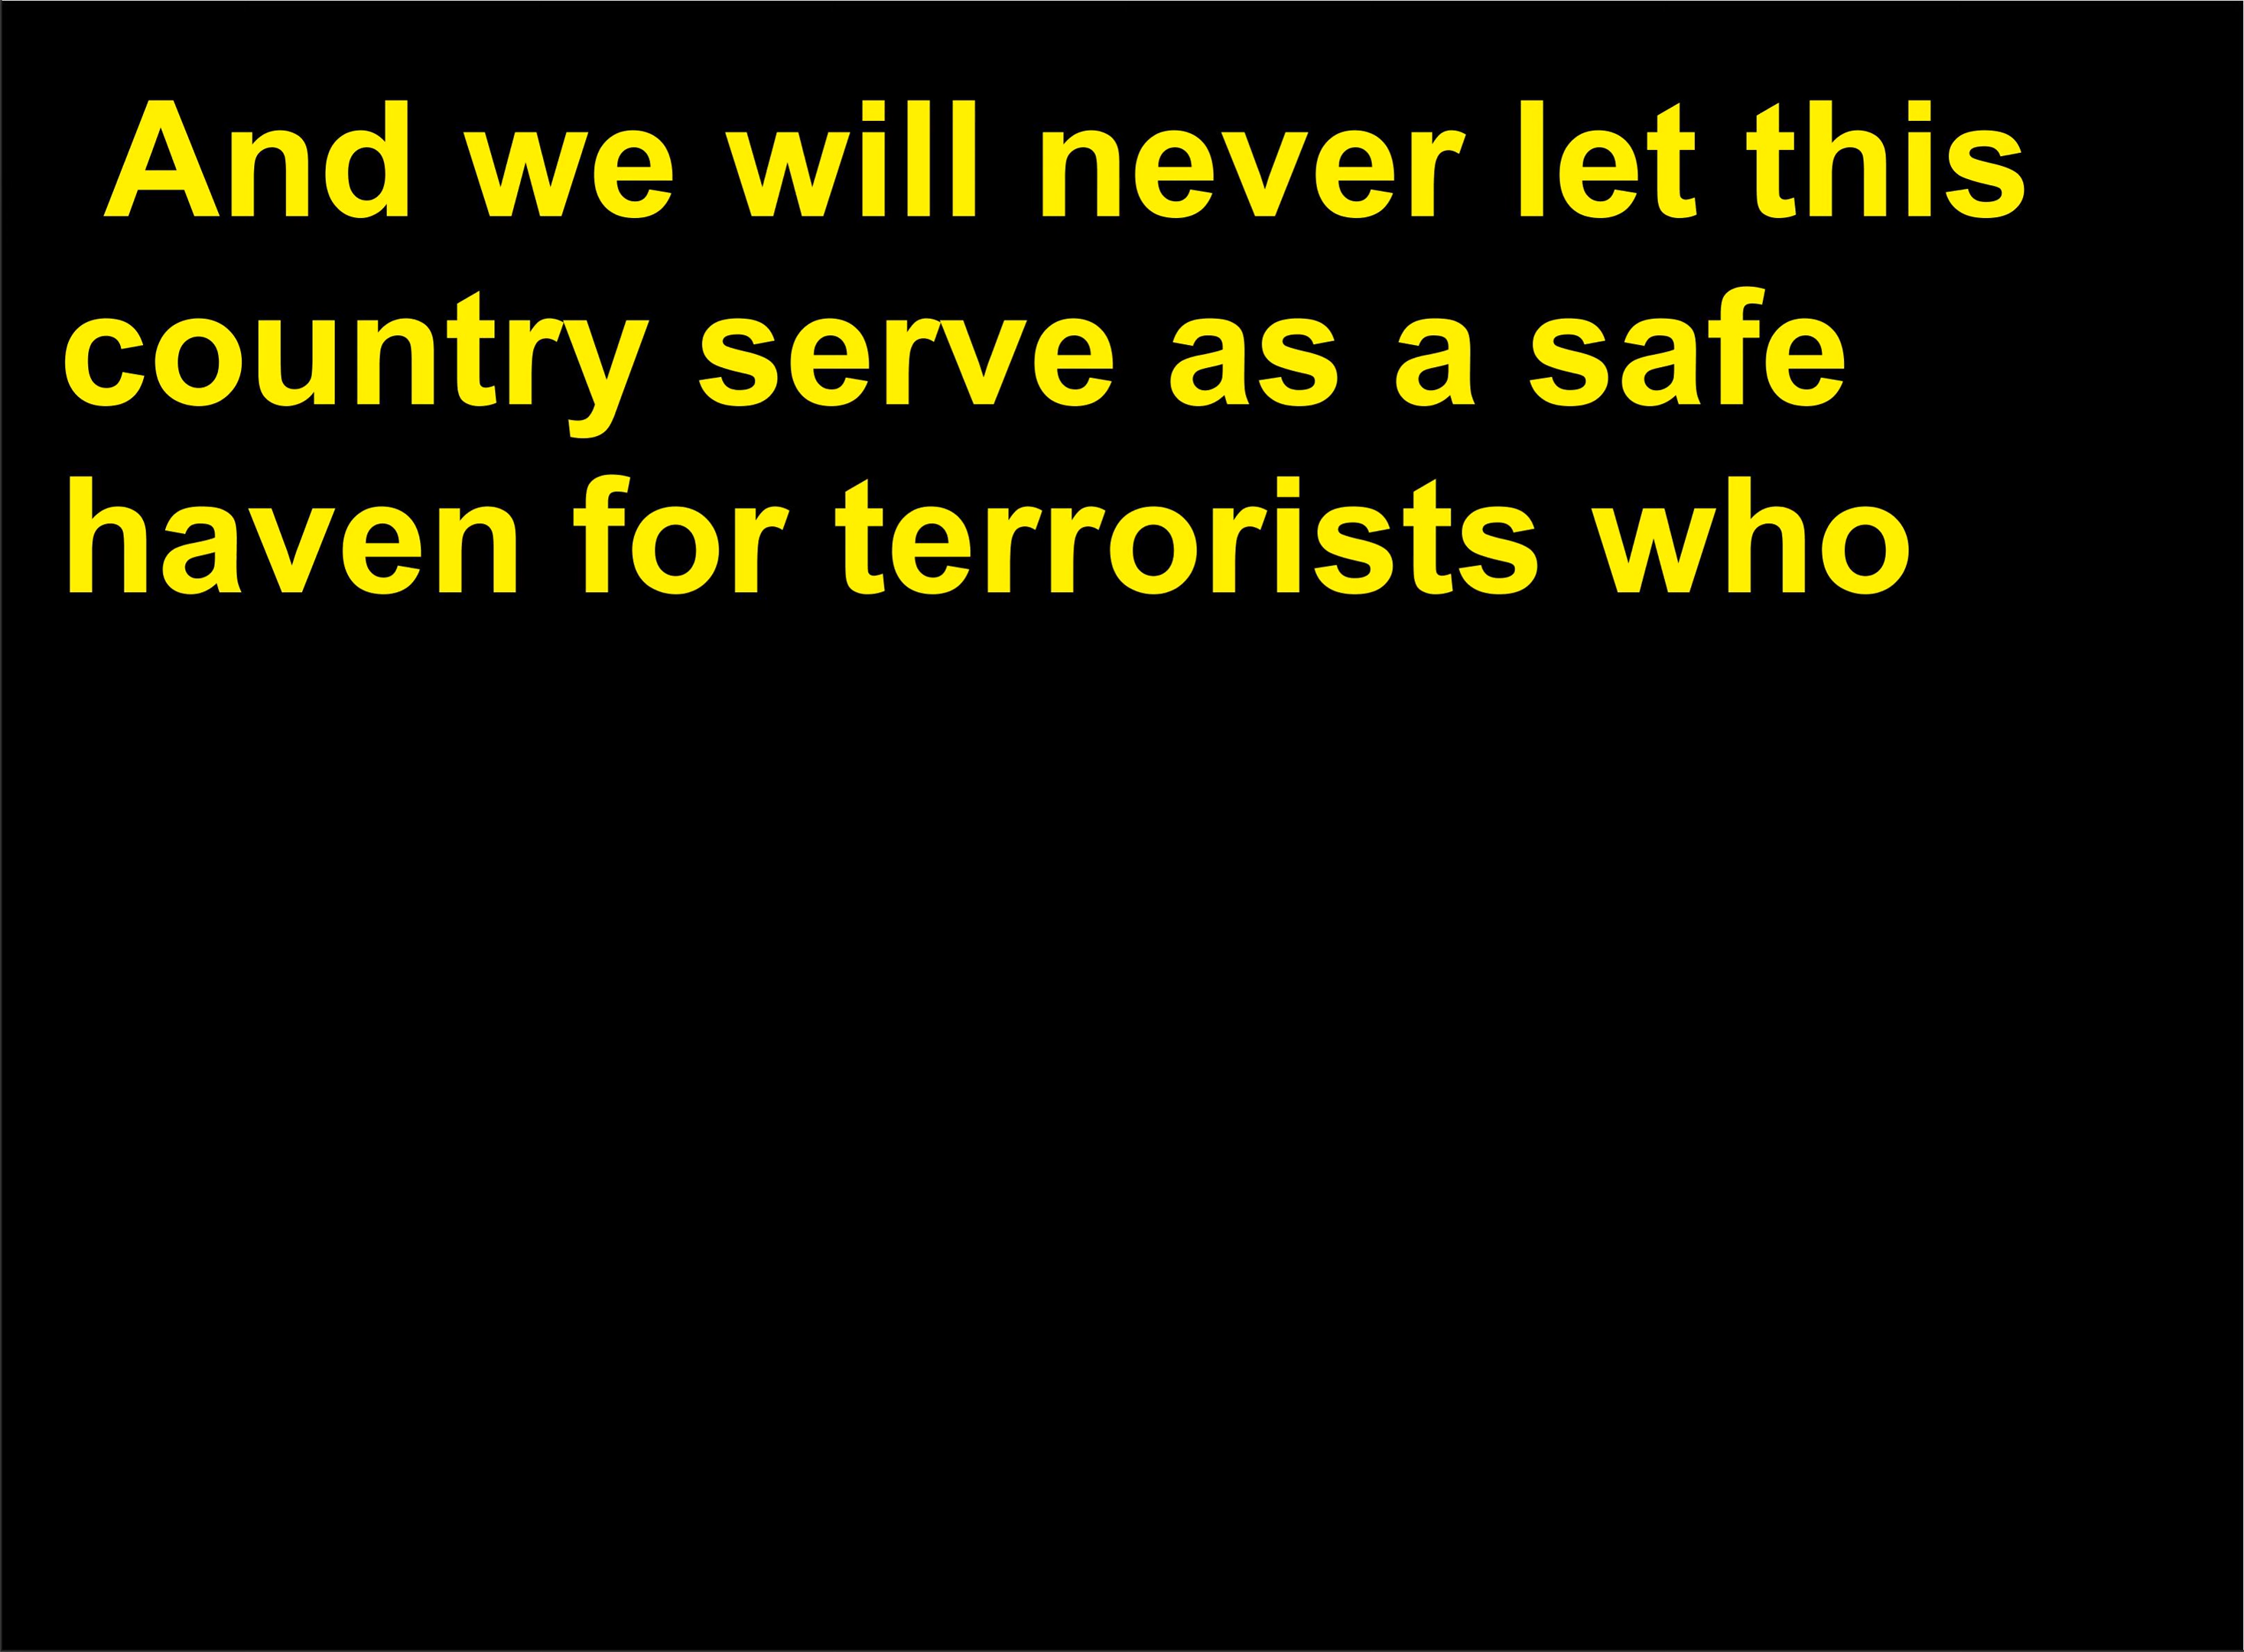 And we will never let this
country serve as a safe
haven for terrorists who